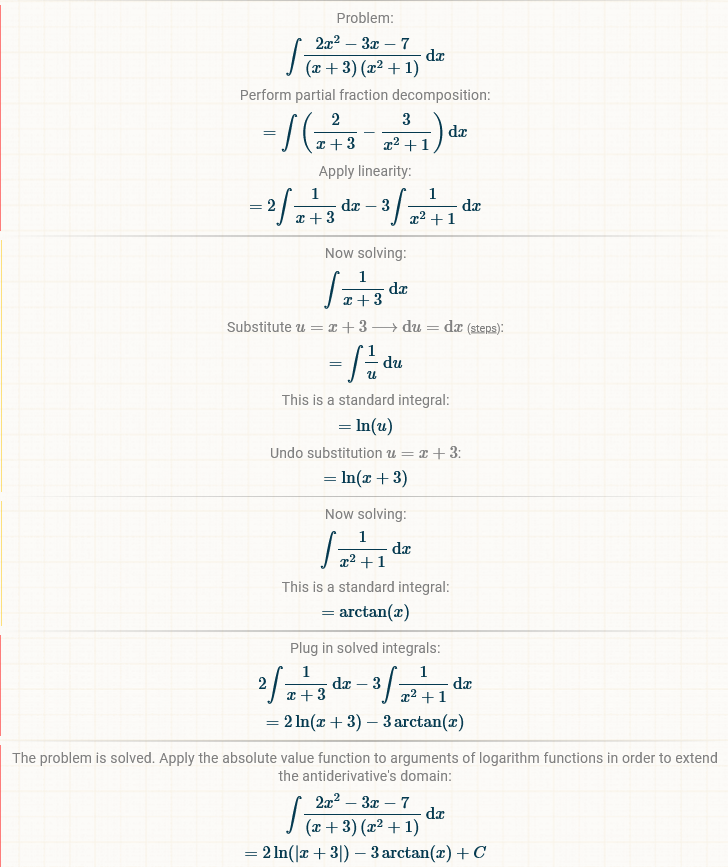 Problem:
∫ (2x² − 3x − 7) / ((x + 3)(x² + 1)) dx
Perform partial fraction decomposition:
= ∫ (2/(x + 3) − 3/(x² + 1)) dx
Apply linearity:
= 2∫ 1/(x + 3) dx − 3∫ 1/(x² + 1) dx
Now solving:
∫ 1/(x + 3) dx
Substitute u = x + 3 ⟶ du = dx (steps):
= ∫ 1/u du
This is a standard integral:
= ln(u)
Undo substitution u = x + 3:
= ln(x + 3)
Now solving:
∫ 1/(x² + 1) dx
This is a standard integral:
= arctan(x)
Plug in solved integrals:
2∫ 1/(x + 3) dx − 3∫ 1/(x² + 1) dx
= 2 ln(x + 3) − 3 arctan(x)
The problem is solved. Apply the absolute value function to arguments of logarithm functions in order to extend
the antiderivative's domain:
∫ (2x² − 3x − 7) / ((x + 3)(x² + 1)) dx
= 2 ln(|x + 3|) − 3 arctan(x) + C